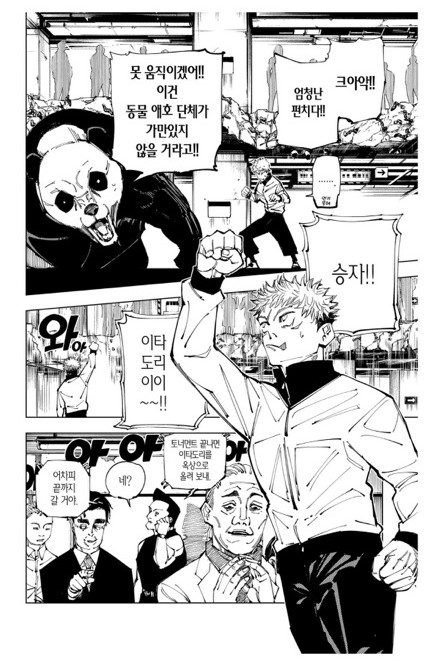 크아악!!
엄청난
펀치다!!
못 움직이겠어!!
이건
동물 애호 단체가
가만있지
않을 거라고!!
……
승자!!
이타
도리
이이
~~!!
와아
아아
토너먼트 끝나면
이타도리를
옥상으로
올려 보내.
네?
어차피
끝까지
갈 거야.